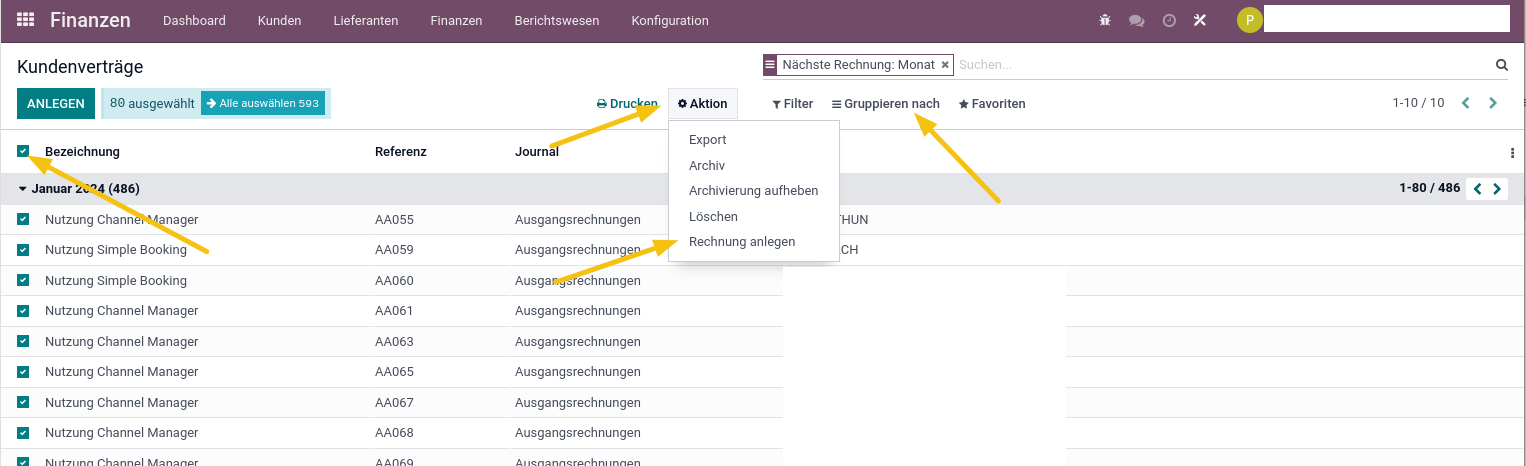 Finanzen Dashboard Kunden Lieferanten Finanzen Berichtswesen Konfiguration P
Kundenverträge Nächste Rechnung: Monat × Suchen...
ANLEGEN 80 ausgewählt Alle auswählen 593 Drucken Aktion Filter Gruppieren nach Favoriten 1-10 / 10
Export
Archiv
Archivierung aufheben
Löschen
Rechnung anlegen
Bezeichnung Referenz Journal
Januar 2024 (486) 1-80 / 486
Nutzung Channel Manager AA055 Ausgangsrechnungen THUN
Nutzung Simple Booking AA059 Ausgangsrechnungen CH
Nutzung Simple Booking AA060 Ausgangsrechnungen
Nutzung Channel Manager AA061 Ausgangsrechnungen
Nutzung Channel Manager AA063 Ausgangsrechnungen
Nutzung Channel Manager AA065 Ausgangsrechnungen
Nutzung Channel Manager AA067 Ausgangsrechnungen
Nutzung Channel Manager AA068 Ausgangsrechnungen
Nutzung Channel Manager AA069 Ausgangsrechnungen